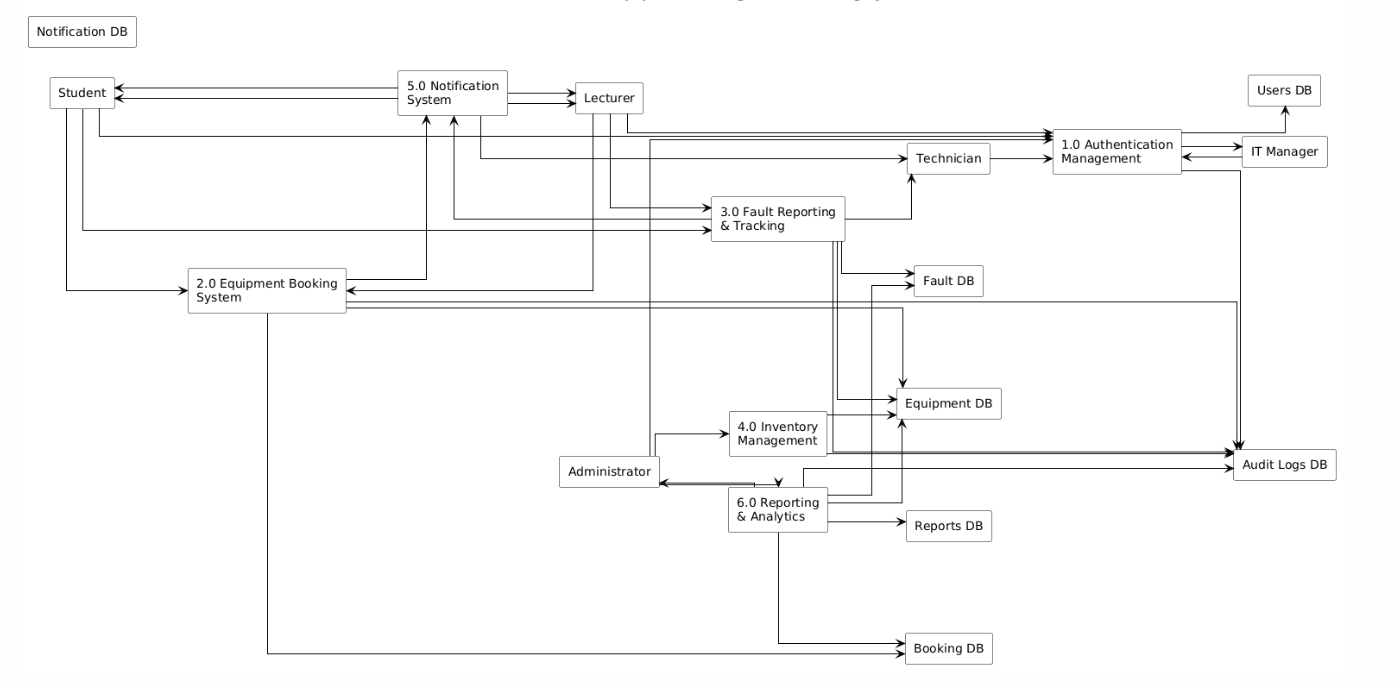 Notification DB
5.0 Notification
System
Student
Lecturer
Users DB
1.0 Authentication
Management
IT Manager
Technician
3.0 Fault Reporting
& Tracking
2.0 Equipment Booking
System
Fault DB
Equipment DB
4.0 Inventory
Management
Administrator
Audit Logs DB
6.0 Reporting
& Analytics
Reports DB
Booking DB